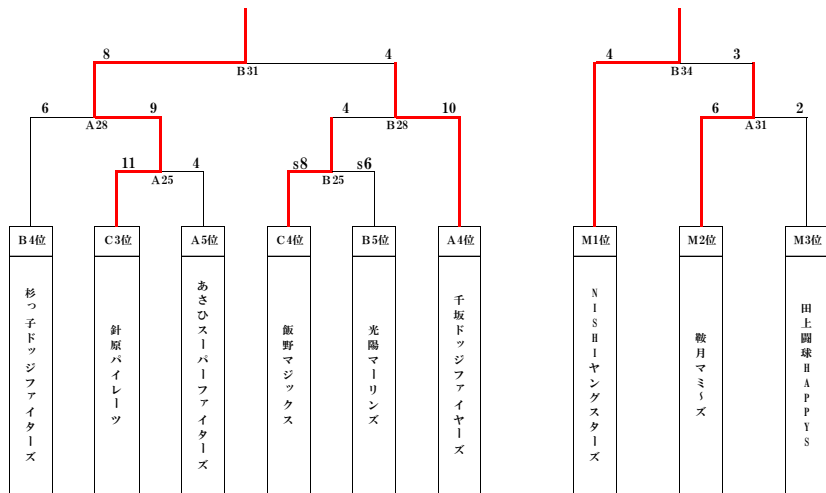 8
4
4
3
B31
B34
6
9
4
10
6
2
A28
B28
A31
11
4
s8
s6
A25
B25
B4位
C3位
A5位
C4位
B5位
A4位
M1位
M2位
M3位
杉っ子ドッジファイターズ
針原パイレーツ
あさひスーパーファイターズ
飯野マジックス
光陽マーリンズ
千坂ドッジファイヤーズ
NISHIヤングスターズ
鞍月マミ～ズ
田上闘球HAPPYS